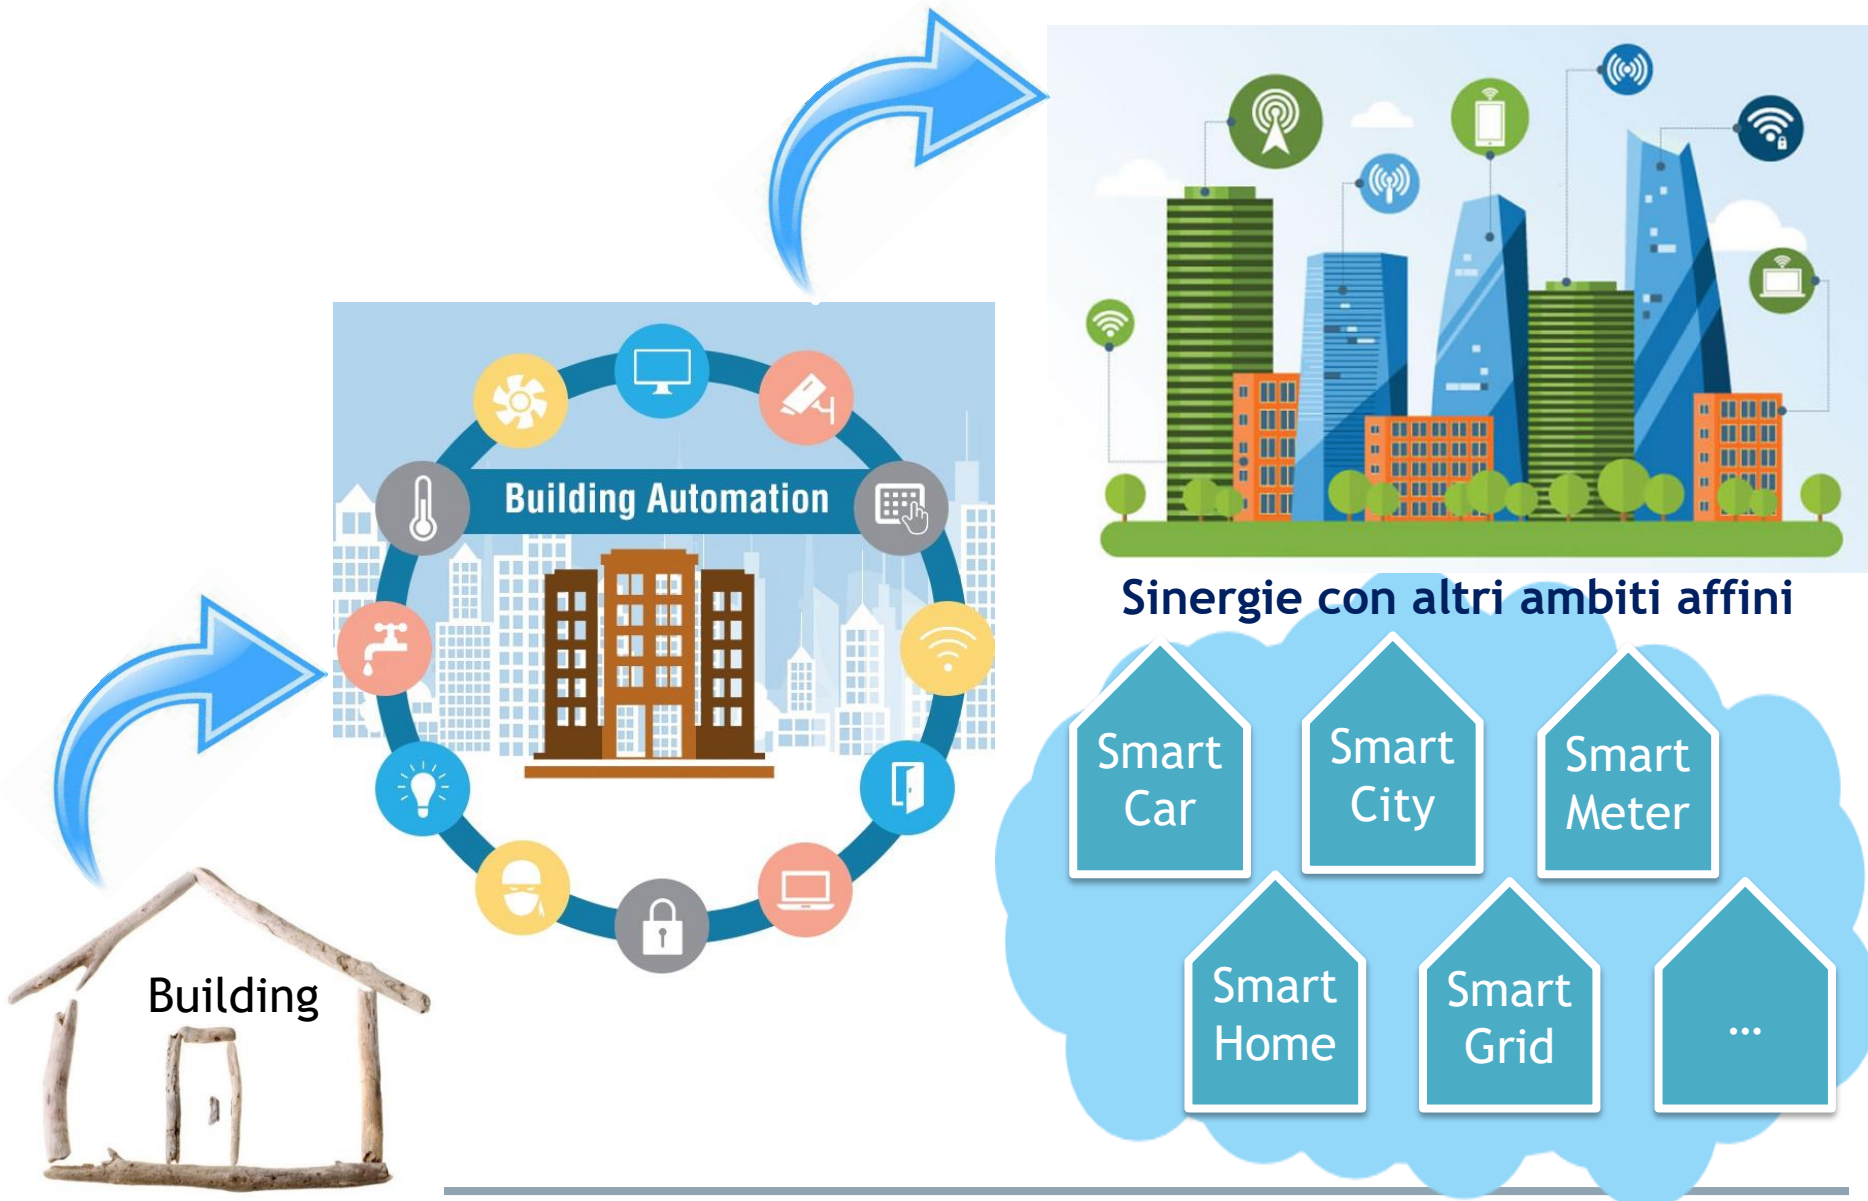 Building Automation
Building
Sinergie con altri ambiti affini
Smart
Car
Smart
City
Smart
Meter
Smart
Home
Smart
Grid
...